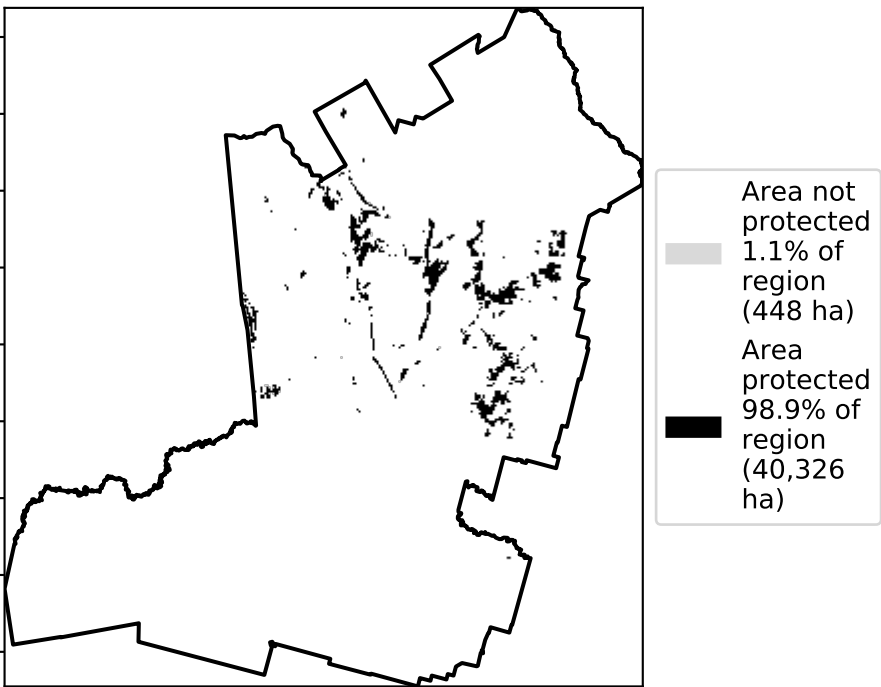 Area not
protected
1.1% of
region
(448 ha)
Area
protected
98.9% of
region
(40,326
ha)